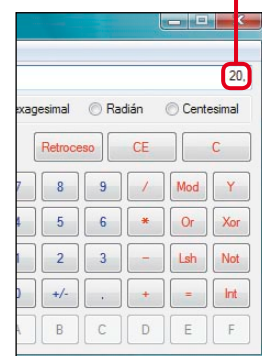 20,
exagesimal Radián Centesimal
Retroceso CE C
7 8 9 / Mod Y
4 5 6 * Or Xor
1 2 3 - Lsh Not
0 +/- . + = Int
A B C D E F